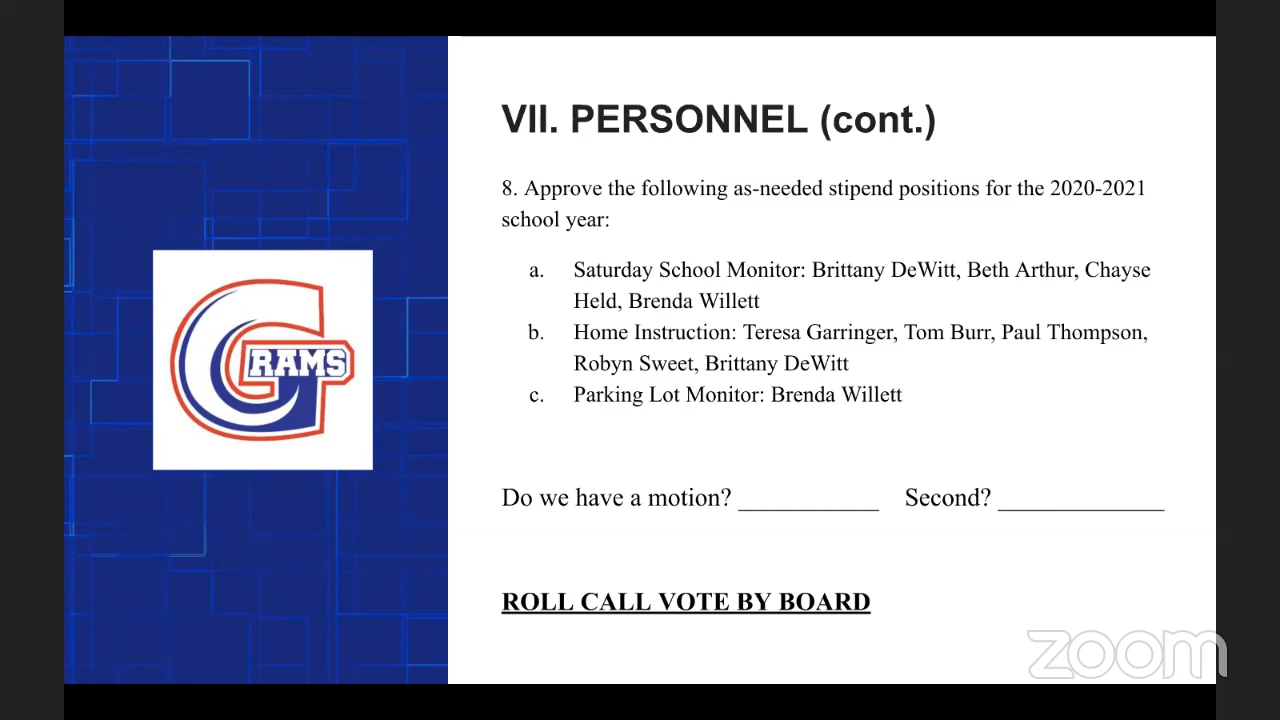 VII. PERSONNEL (cont.)
8. Approve the following as-needed stipend positions for the 2020-2021
school year:
a. Saturday School Monitor: Brittany DeWitt, Beth Arthur, Chayse
Held, Brenda Willett
b. Home Instruction: Teresa Garringer, Tom Burr, Paul Thompson,
Robyn Sweet, Brittany DeWitt
c. Parking Lot Monitor: Brenda Willett
G RAMS
Do we have a motion? ___________ Second? _____________
ROLL CALL VOTE BY BOARD
zoom